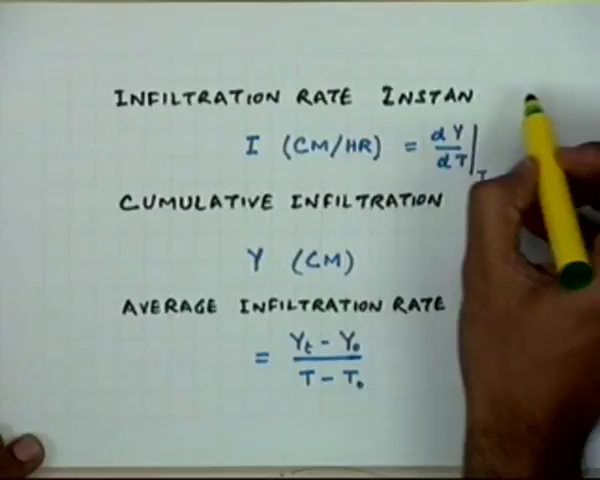 INFILTRATION RATE INSTAN
I (CM/HR) = dY/dT|T
CUMULATIVE INFILTRATION
Y (CM)
AVERAGE INFILTRATION RATE
= Yt - Y0 / T - T0